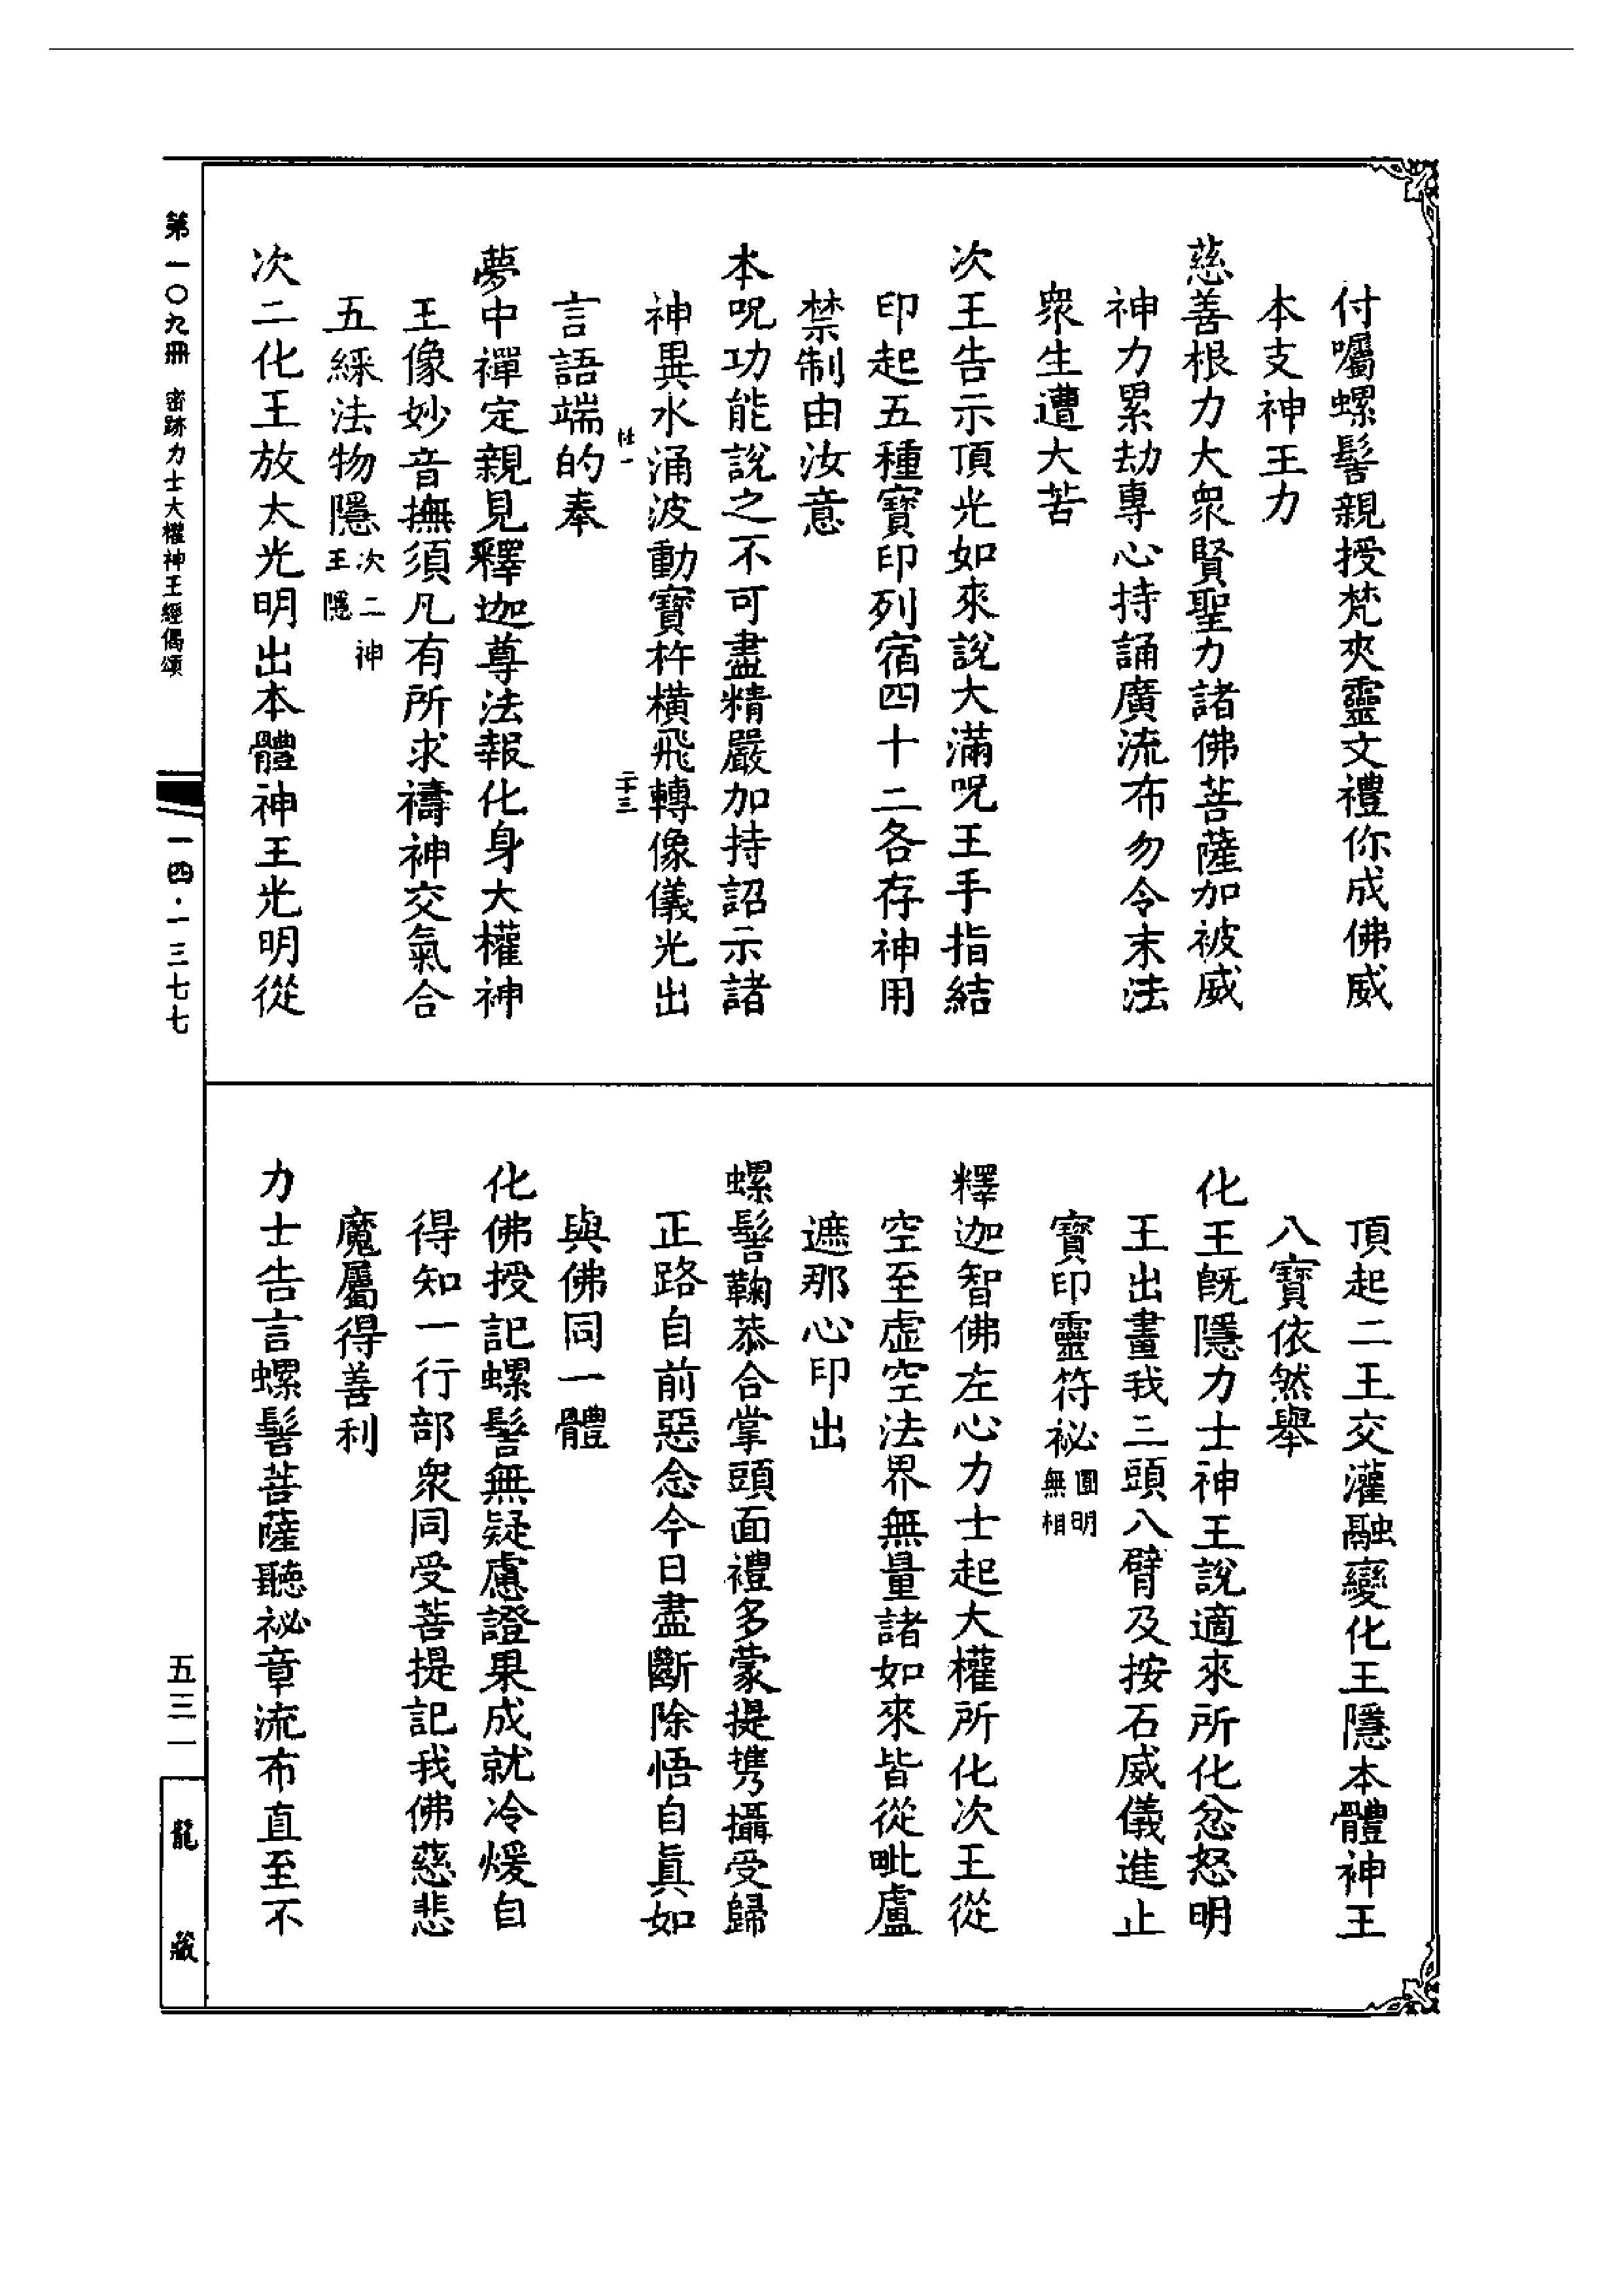 付囑螺髻親授梵夾靈文禮你成佛威
本支神王力
慈善根力大衆賢聖力諸佛菩薩加被威
神力累劫專心持誦廣流布勿令末法
衆生遭大苦
次王告示頂光如來說大滿呪王手指結
印起五種寶印列宿四十二各存神用
禁制由汝意
本呪功能說之不可盡精嚴加持詔示諸
神異水涌波動寶杵橫飛轉像儀光出
二十三
言語端的奉
夢中禪定親見釋迦尊法報化身大權神
王像妙音撫須凡有所求禱神交氣合
五綵法物隱次二神
王隱
次二化王放大光明出本體神王光明從
頂起二王交灌融變化王隱本體神王
八寶依然舉
化王旣隱力士神王說適來所化忿怒明
王出畫我三頭八臂及按石威儀進止
寶印靈符祕圓明
無相
釋迦智佛左心力士起大權所化次王從
空至虛空法界無量諸如來皆從毗盧
遮那心印出
螺髻鞠恭合掌頭面禮多蒙提携攝受歸
正路自前惡念今日盡斷除悟自眞如
與佛同一體
化佛授記螺髻無疑慮證果成就冷煖自
得知一行部衆同受菩提記我佛慈悲
魔屬得善利
力士告言螺髻菩薩聽祕章流布直至不
第一〇九冊 密跡力士大權神王經偈頌
一四·一三七七
五三一
龍藏